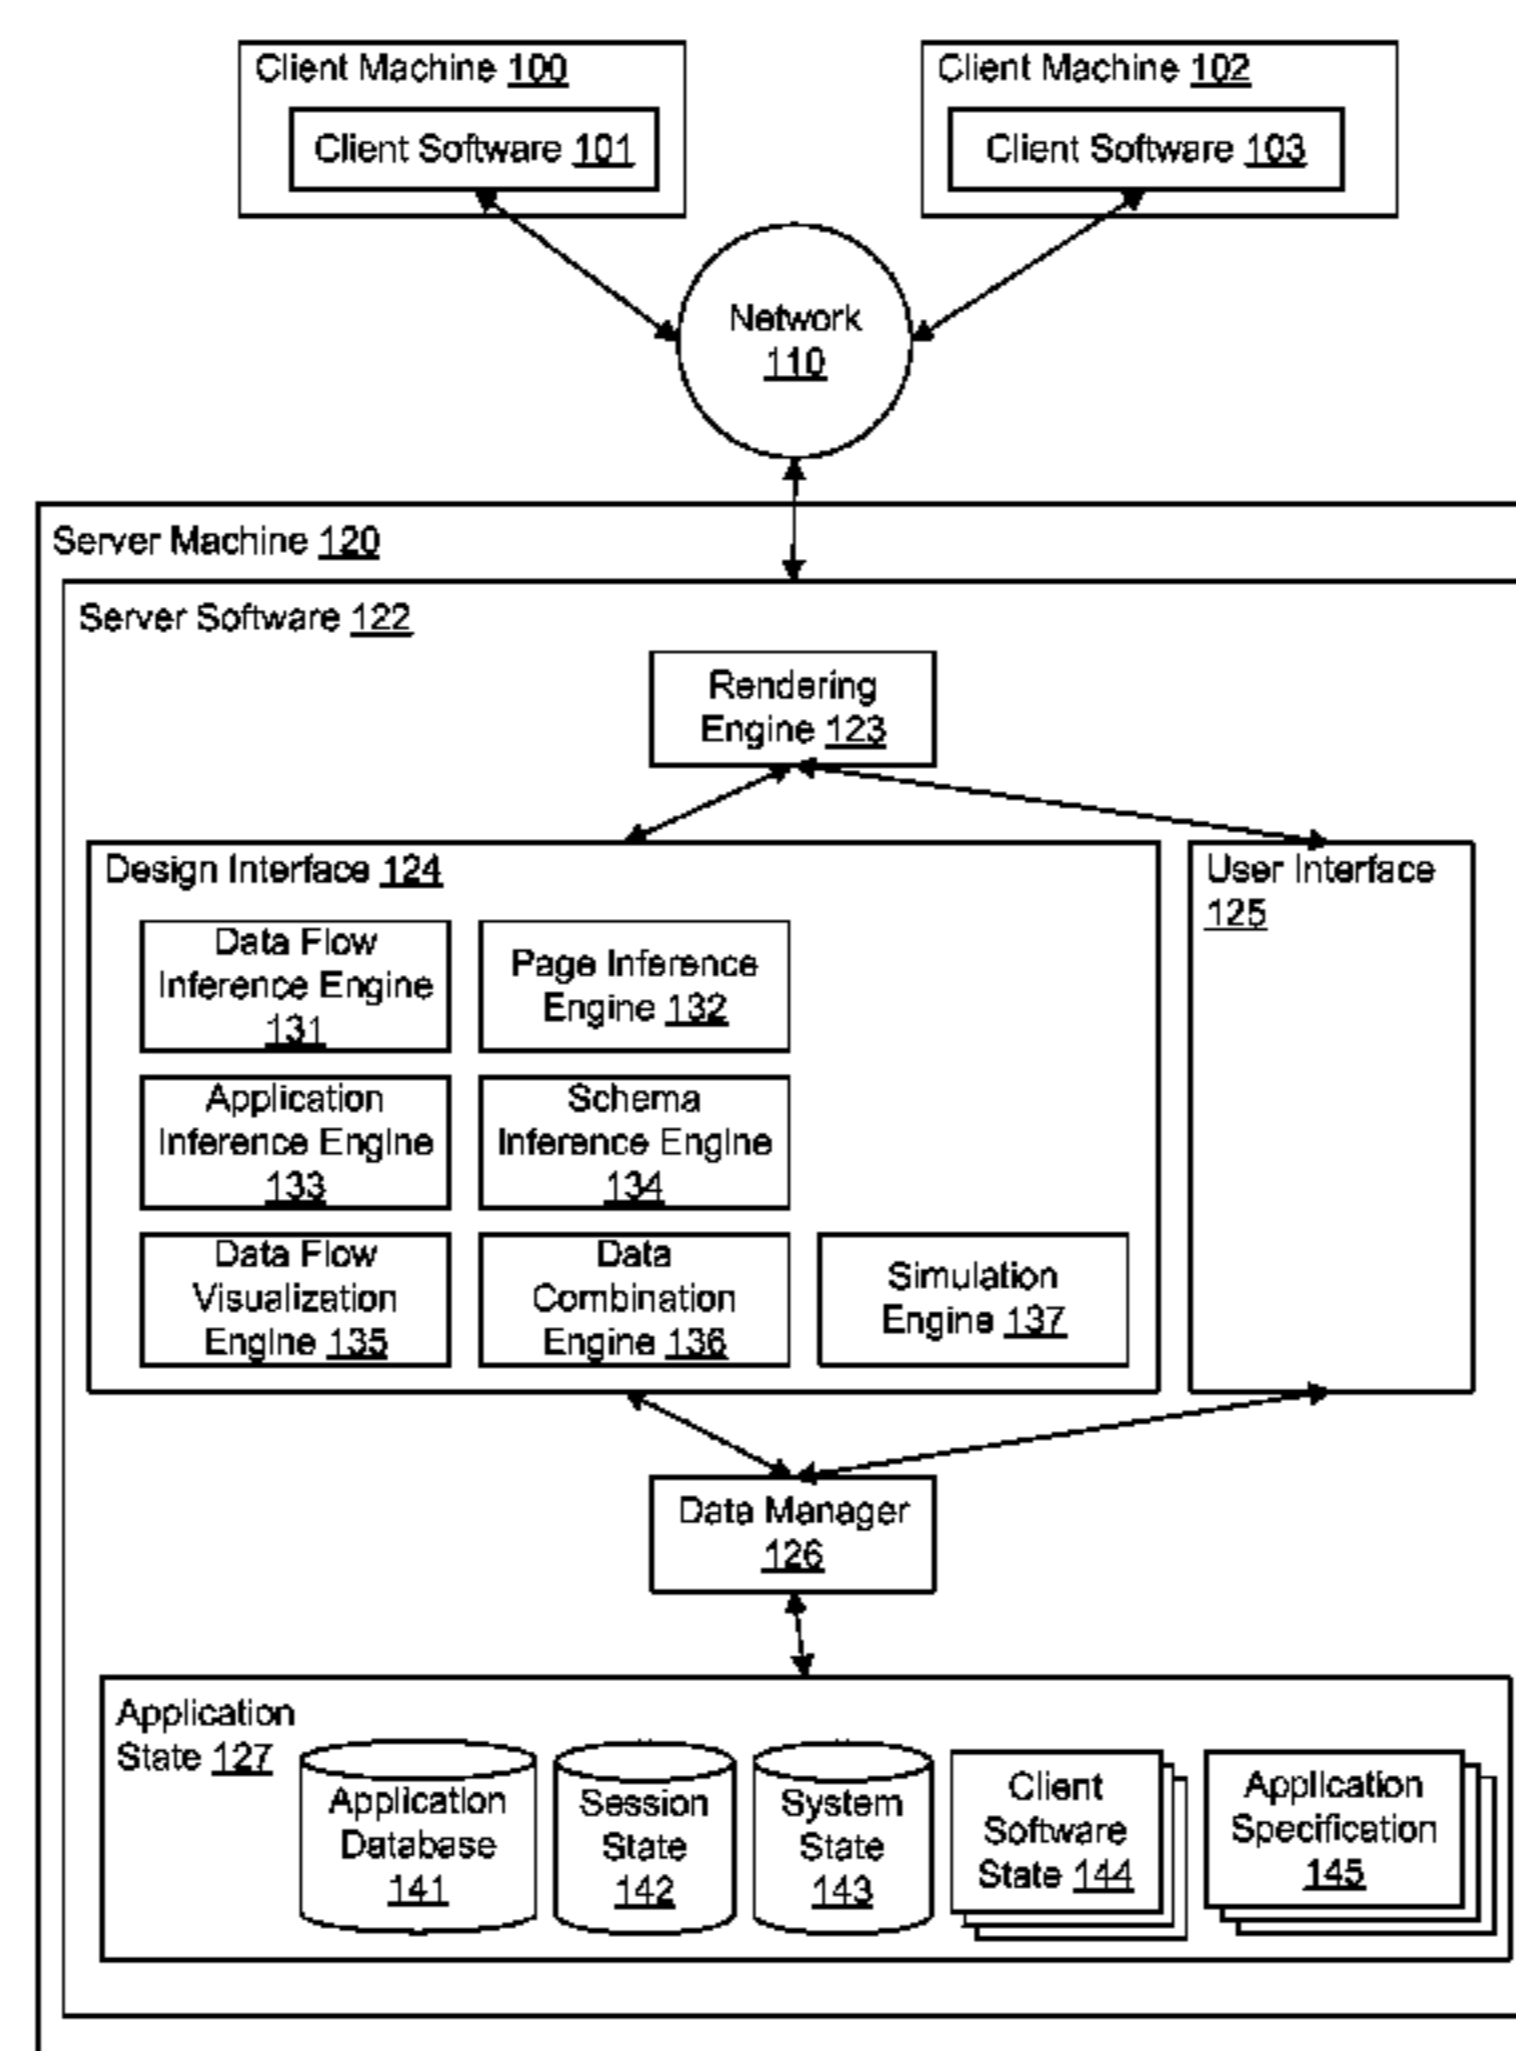 Client Machine 100
Client Software 101
Client Machine 102
Client Software 103
Network
110
Server Machine 120
Server Software 122
Rendering
Engine 123
Design Interface 124
Data Flow
Inference Engine
131
Page Inference
Engine 132
Application
Inference Engine
133
Schema
Inference Engine
134
Data Flow
Visualization
Engine 135
Data
Combination
Engine 136
Simulation
Engine 137
User Interface
125
Data Manager
126
Application
State 127
Application
Database
141
Session
State
142
System
State
143
Client
Software
State 144
Application
Specification
145